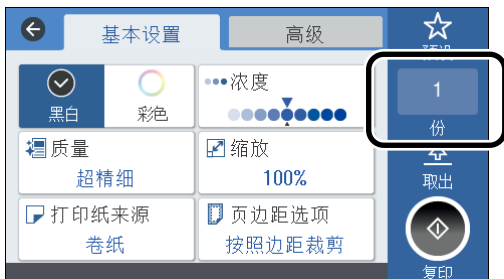 基本设置
高级
预设
黑白
彩色
浓度
1
份
质量
超精细
缩放
100%
取出
打印纸来源
卷纸
页边距选项
按照边距裁剪
复印